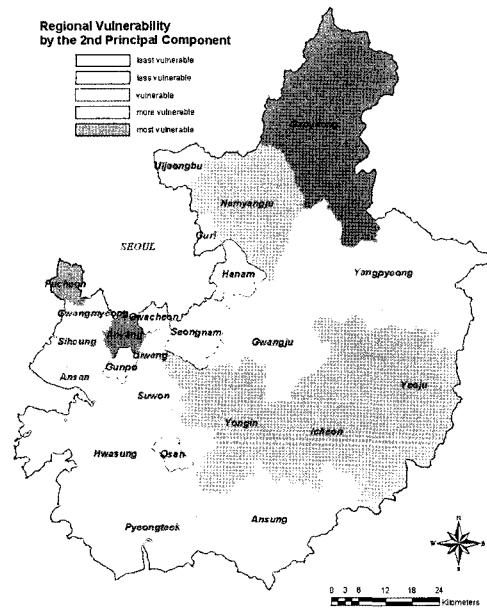 Regional Vulnerability
by the 2nd Principal Component
least vulnerable
less vulnerable
vulnerable
more vulnerable
most vulnerable
Uijeongbu
Namyangju
Guri
SEOUL
Hanam
Yangpyeong
Pucheon
Gwangmyeong
Gwacheon
Anyang
Seongnam
Siheung
Uiwang
Gwangju
Gunpo
Ansan
Suwon
Yeoju
Yongin
Icheon
Hwasung
Osan
Pyeongteek
Ansung
N
W
E
S
0 3 6 12 18 24
Kilometers